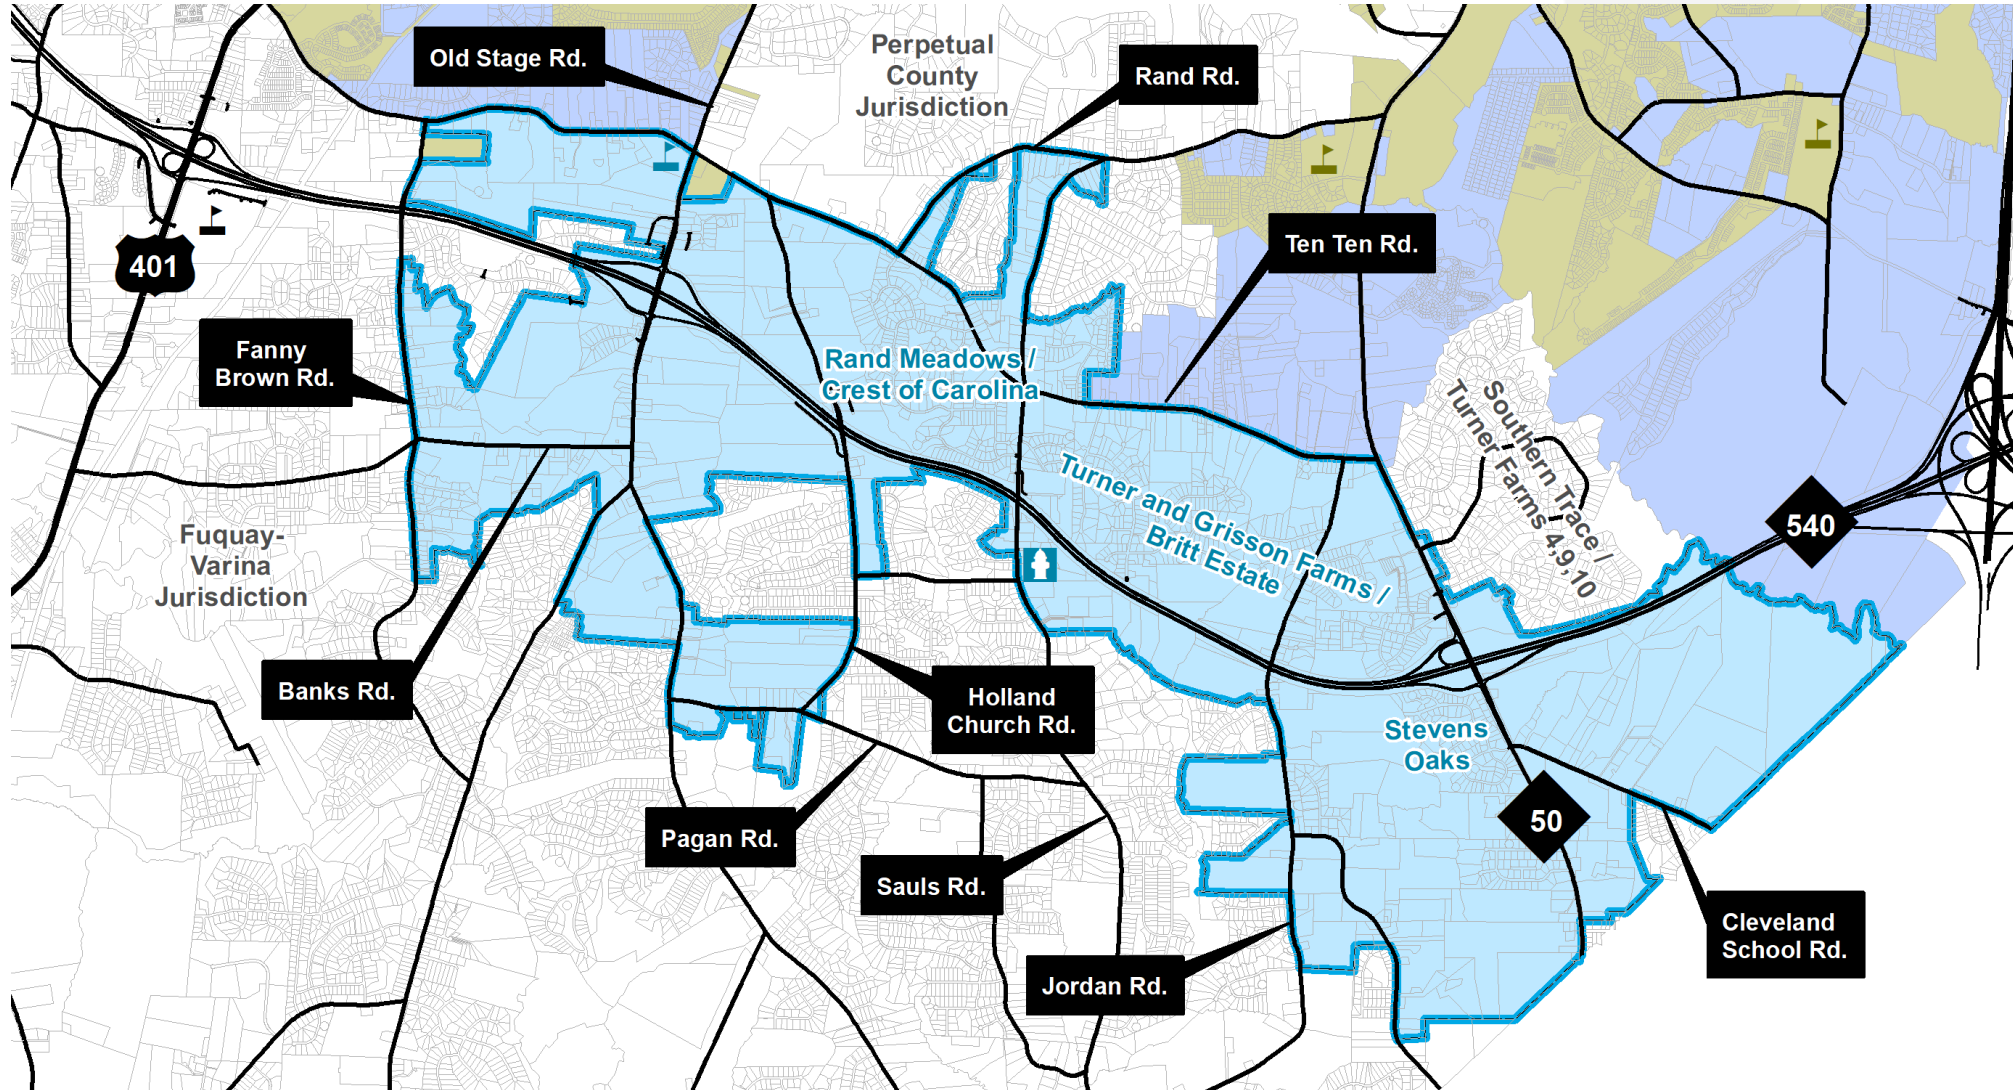 Old Stage Rd.
Perpetual
County
Jurisdiction
Rand Rd.
401
Ten Ten Rd.
Fanny
Brown Rd.
Rand Meadows /
Crest of Carolina
Southern Trace /
Turner Farms 4,9,10
Turner and Grisson Farms /
Britt Estate
540
Fuquay-
Varina
Jurisdiction
Banks Rd.
Holland
Church Rd.
Stevens
Oaks
50
Pagan Rd.
Sauls Rd.
Cleveland
School Rd.
Jordan Rd.